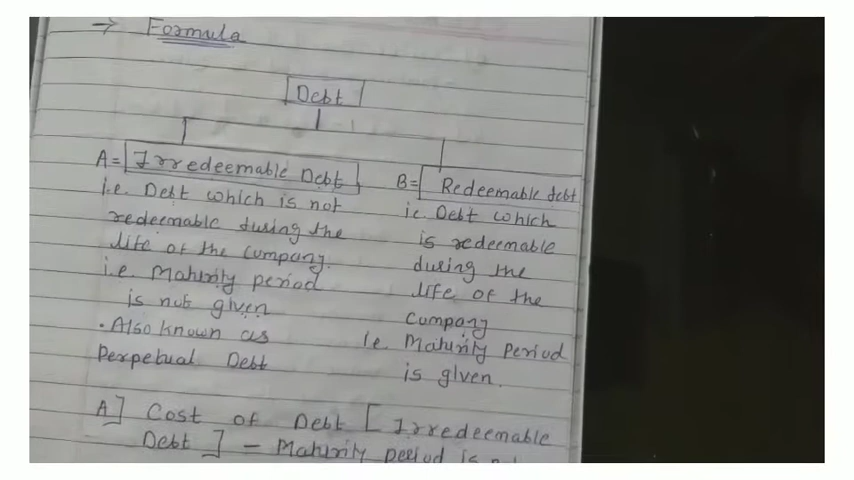 → Formula
Debt
A= Irredeemable Debt
i.e. Debt which is not
redeemable during the
life of the company.
i.e. Maturity period
is not given
. Also known as
Perpetual Debt
B= Redeemable debt
ie. Debt which
is redeemable
during the
life of the
company
i.e. Maturity Period
is given.
A] Cost of Debt [ Irredeemable
Debt ] – Maturity period is